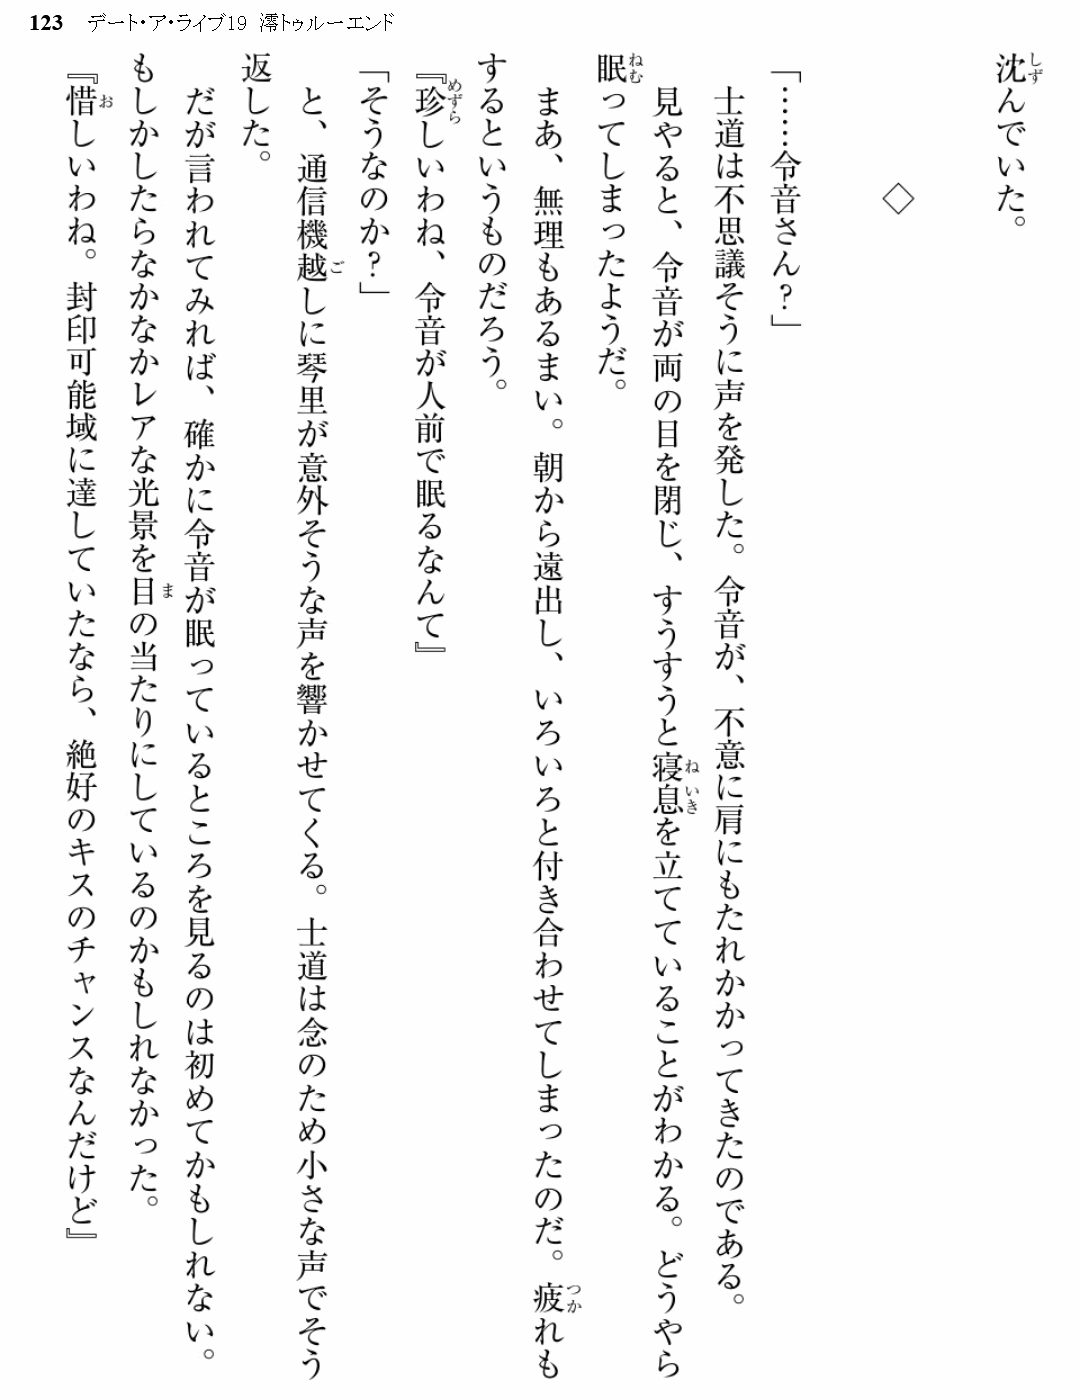 123 デート・ア・ライブ19 澪トゥルーエンド
沈んでいた。
◇
「……令音さん？」
士道は不思議そうに声を発した。令音が、不意に肩にもたれかかってきたのである。
見やると、令音が両の目を閉じ、すうすうと寝息を立てていることがわかる。どうやら
眠ってしまったようだ。
まあ、無理もあるまい。朝から遠出し、いろいろと付き合わせてしまったのだ。疲れも
するというものだろう。
『珍しいわね、令音が人前で眠るなんて』
「そうなのか？」
と、通信機越しに琴里が意外そうな声を響かせてくる。士道は念のため小さな声でそう
返した。
だが言われてみれば、確かに令音が眠っているところを見るのは初めてかもしれない。
もしかしたらなかなかレアな光景を目の当たりにしているのかもしれなかった。
『惜しいわね。封印可能域に達していたなら、絶好のキスのチャンスなんだけど』